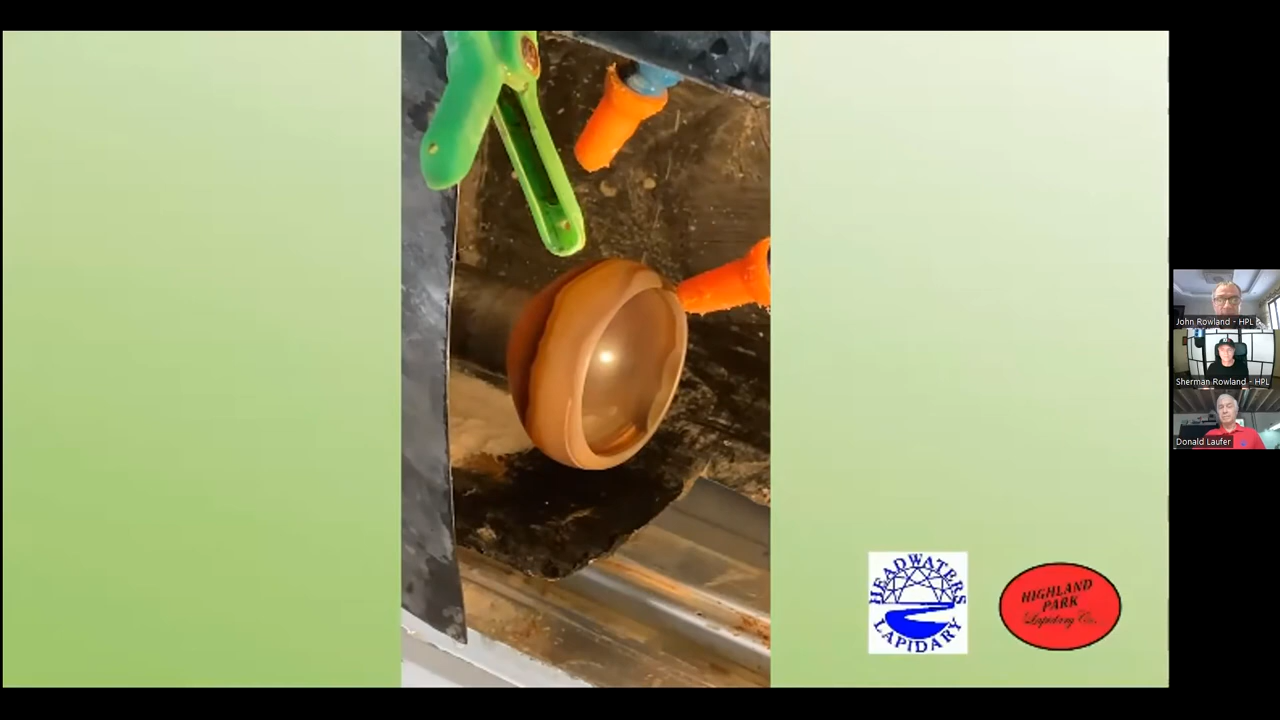 John Rowland - HPL
Sherman Rowland - HPL
Donald Laufer
HEADWATERS
LAPIDARY
HIGHLAND
PARK
Lapidary Co.